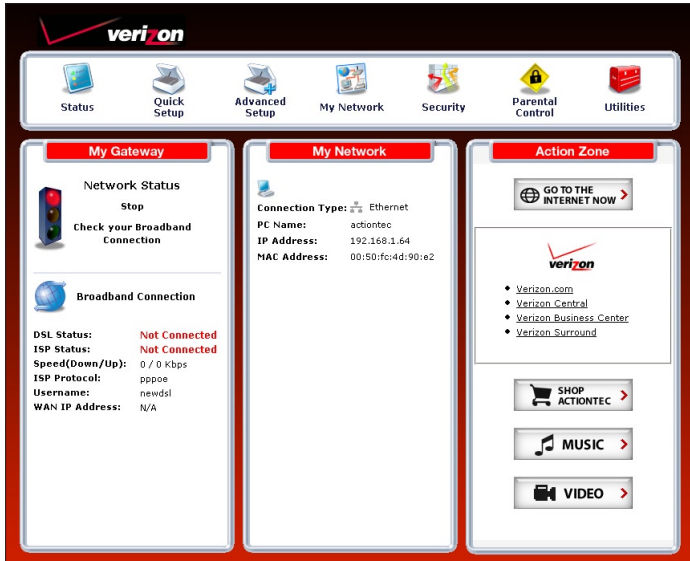 verizon
Status
Quick
Setup
Advanced
Setup
My Network
Security
Parental
Control
Utilities
My Gateway
Network Status
Stop
Check your Broadband
Connection
Broadband Connection
DSL Status: Not Connected
ISP Status: Not Connected
Speed(Down/Up): 0 / 0 Kbps
ISP Protocol: pppoe
Username: newdsl
WAN IP Address: N/A
My Network
Connection Type: Ethernet
PC Name: actiontec
IP Address: 192.168.1.64
MAC Address: 00:50:fc:4d:90:e2
Action Zone
GO TO THE
INTERNET NOW
verizon
Verizon.com
Verizon Central
Verizon Business Center
Verizon Surround
SHOP
ACTIONTEC
MUSIC
VIDEO